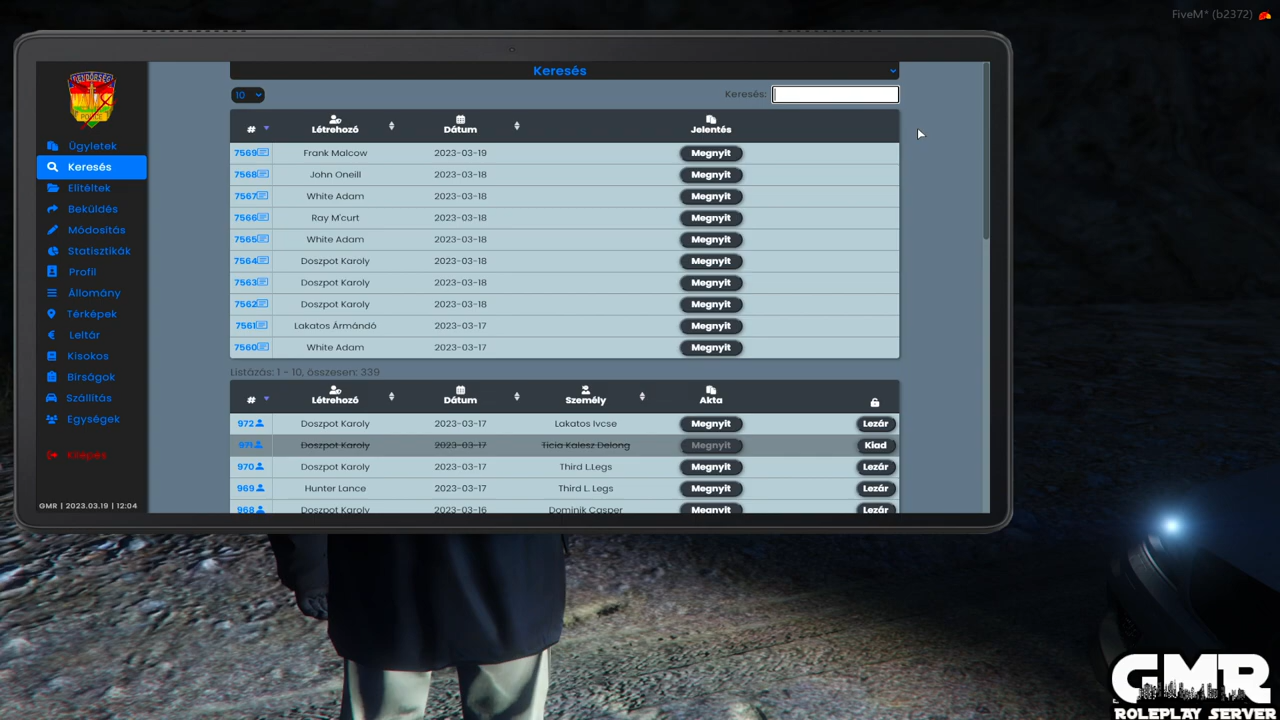 FiveM* (b2372)
RENDŐRSÉG
POLICE
Ügyletek
Keresés
Elítéltek
Beküldés
Módosítás
Statisztikák
Profil
Állomány
Térképek
Leltár
Kisokos
Bírságok
Szállítás
Egységek
Kilépés
GMR | 2023.03.19 | 12:04
Keresés
10
Keresés:
# Létrehozó Dátum Jelentés
7569 Frank Malcow 2023-03-19 Megnyit
7568 John Oneill 2023-03-18 Megnyit
7567 White Adam 2023-03-18 Megnyit
7566 Ray M'curt 2023-03-18 Megnyit
7565 White Adam 2023-03-18 Megnyit
7564 Doszpot Karoly 2023-03-18 Megnyit
7563 Doszpot Karoly 2023-03-18 Megnyit
7562 Doszpot Karoly 2023-03-18 Megnyit
7561 Lakatos Ármándó 2023-03-17 Megnyit
7560 White Adam 2023-03-17 Megnyit
Listázás: 1 - 10, összesen: 339
# Létrehozó Dátum Személy Akta
972 Doszpot Karoly 2023-03-17 Lakatos Ivcse Megnyit Lezár
971 Doszpot Karoly 2023-03-17 Ticia Kalesz Delong Megnyit Kiad
970 Doszpot Karoly 2023-03-17 Third L.Legs Megnyit Lezár
969 Hunter Lance 2023-03-17 Third L. Legs Megnyit Lezár
968 Doszpot Karoly 2023-03-16 Dominik Casper Megnyit Lezár
GMR
ROLEPLAY SERVER